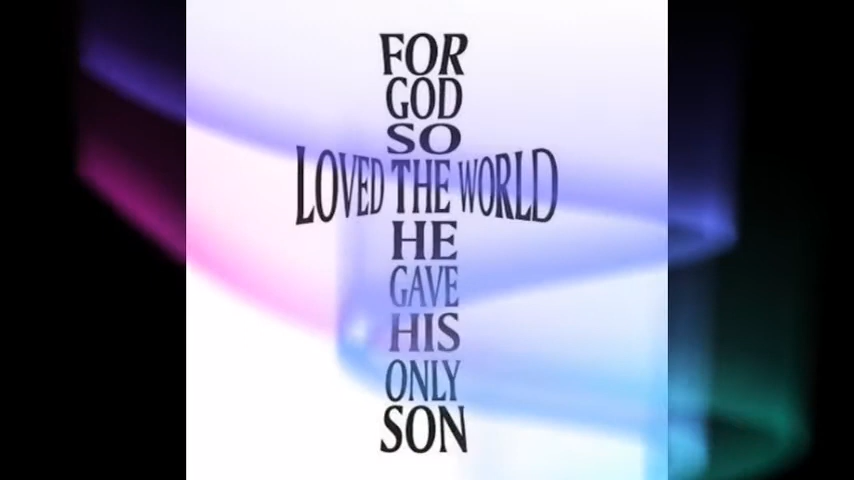 FOR
GOD
SO
LOVED THE WORLD
HE
GAVE
HIS
ONLY
SON